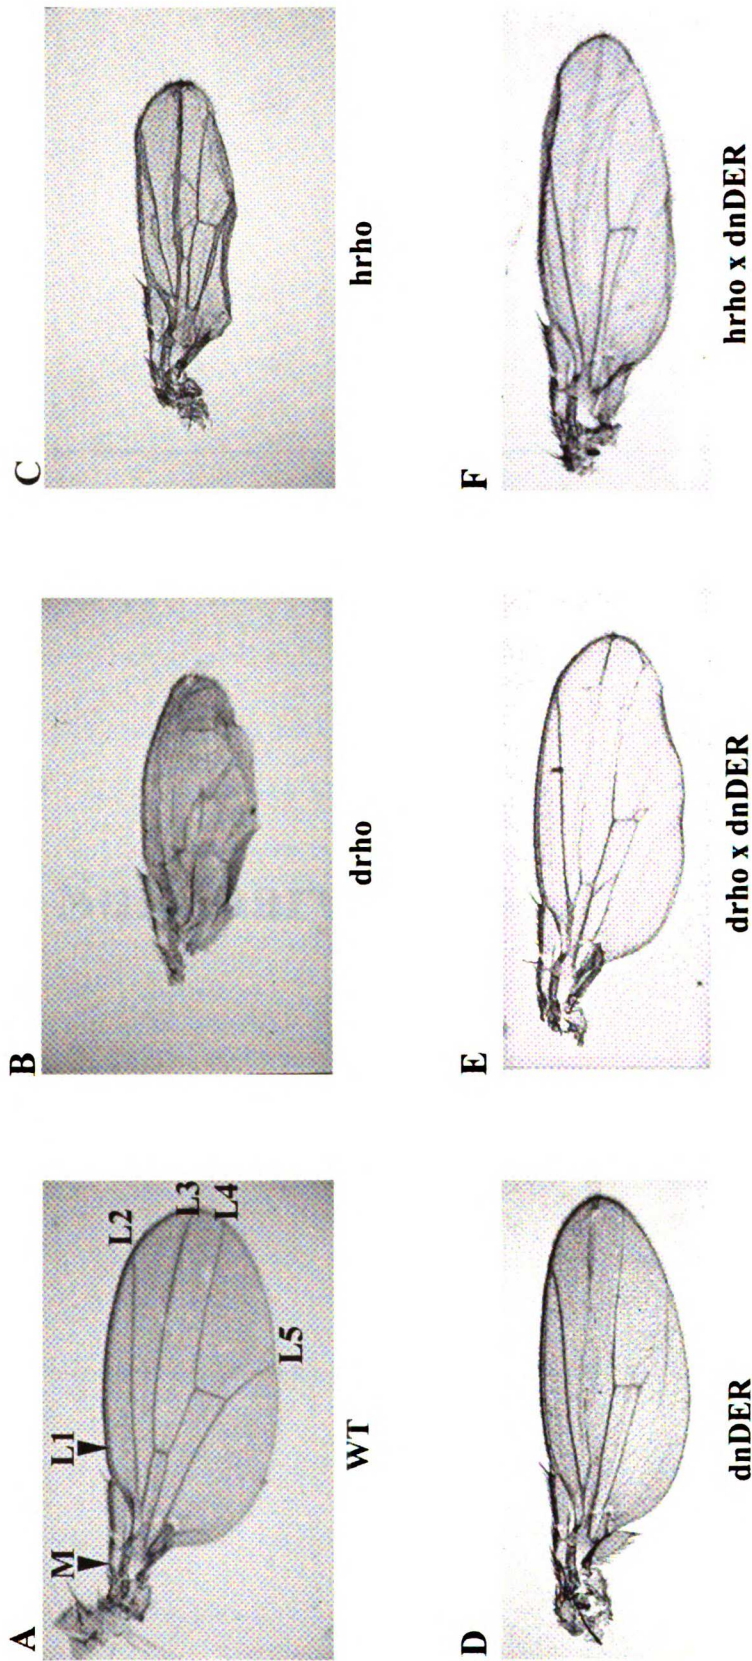 A
M
L1
L2
L3
L4
L5
WT
B
drho
C
hrho
D
dnDER
E
drho x dnDER
F
hrho x dnDER